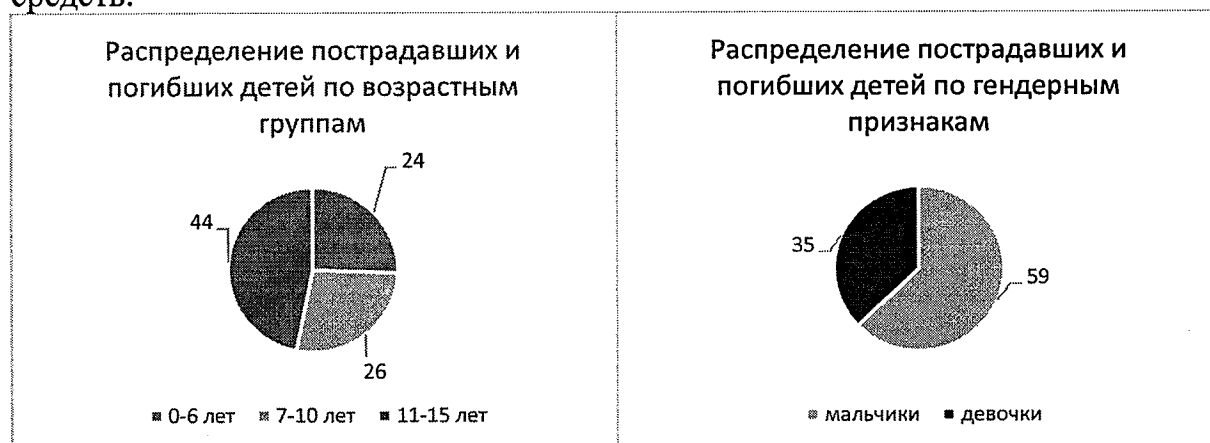 средств.
Распределение пострадавших и
погибших детей по возрастным
группам
24
44
26
0-6 лет 7-10 лет 11-15 лет
Распределение пострадавших и
погибших детей по гендерным
признакам
35
59
мальчики девочки